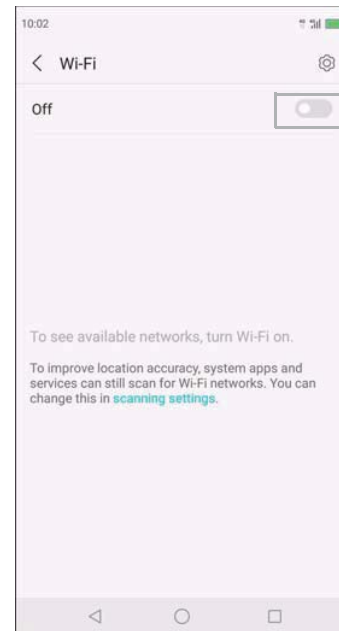 10:02
Wi-Fi
Off
To see available networks, turn Wi-Fi on.
To improve location accuracy, system apps and
services can still scan for Wi-Fi networks. You can
change this in scanning settings.